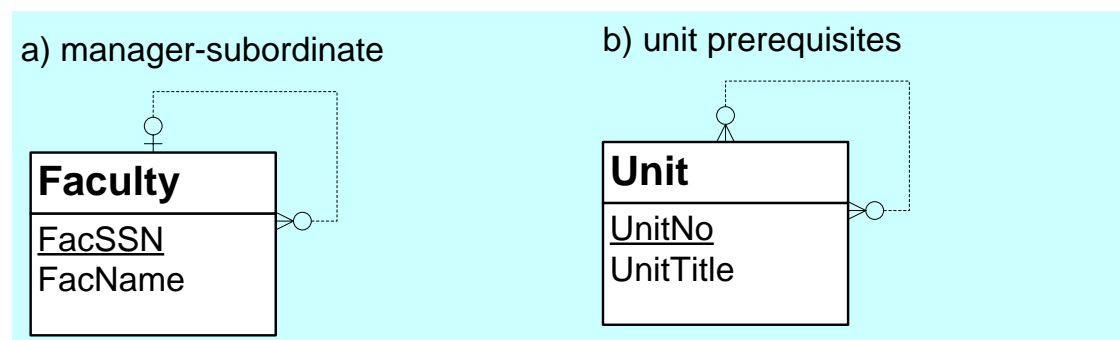 a) manager-subordinate
b) unit prerequisites
Faculty
FacSSN
FacName
Unit
UnitNo
UnitTitle